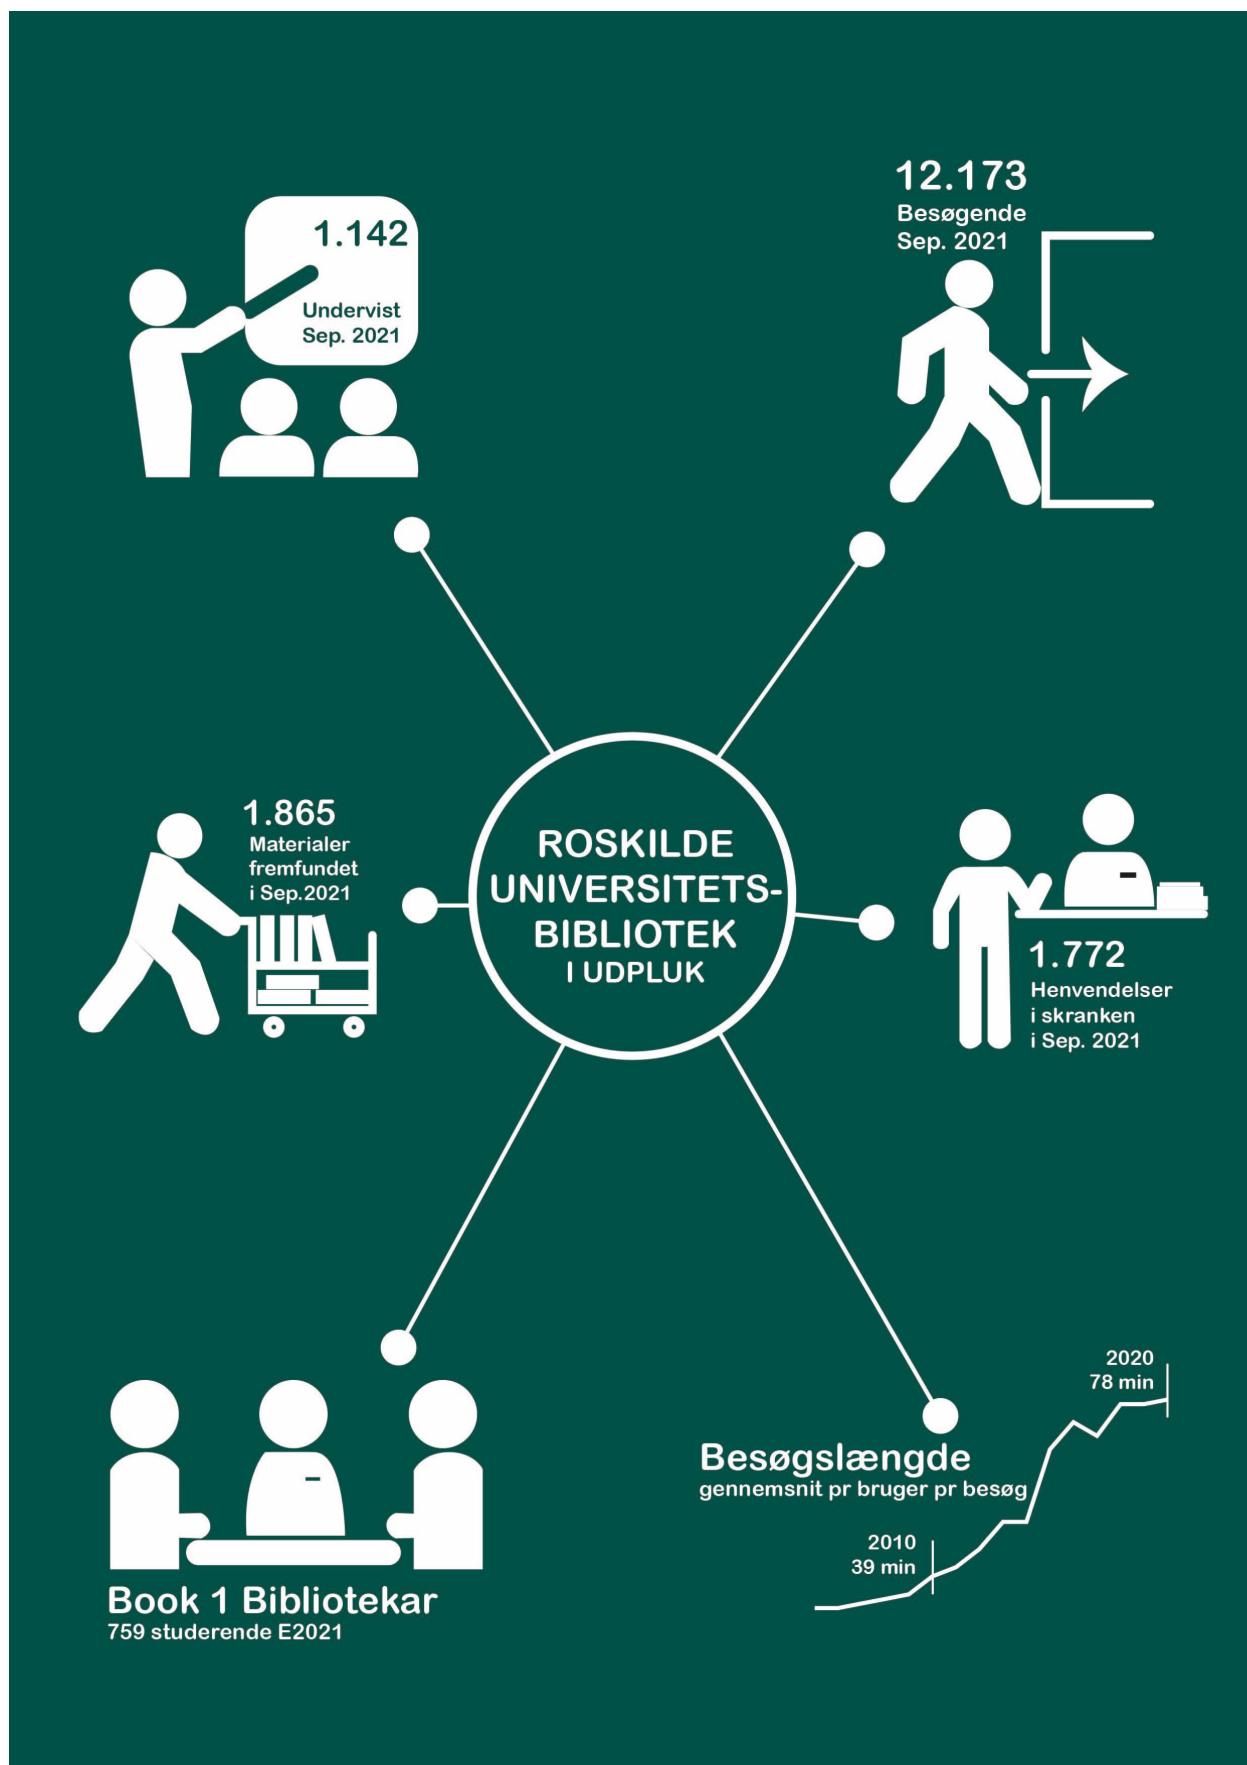 1.142
Undervist
Sep. 2021
12.173
Besøgende
Sep. 2021
1.865
Materialer
fremfundet
i Sep.2021
ROSKILDE
UNIVERSITETS-
BIBLIOTEK
I UDPLUK
1.772
Henvendelser
i skranken
i Sep. 2021
Book 1 Bibliotekar
759 studerende E2021
Besøgslængde
gennemsnit pr bruger pr besøg
2010
39 min
2020
78 min